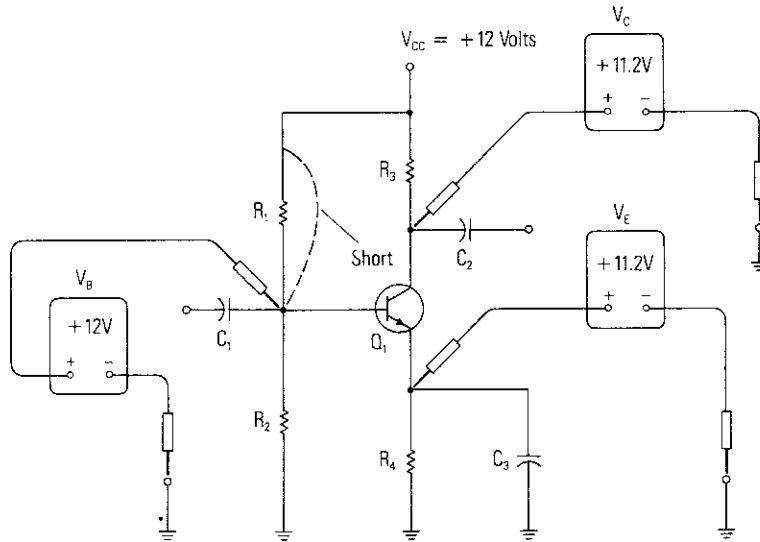 V_C
V_CC = +12 Volts
+11.2V
+ −
R_3
R_1
V_E
Short
C_2
+11.2V
V_B
+ −
+12V
C_1
Q_1
+ −
R_2
R_4
C_3